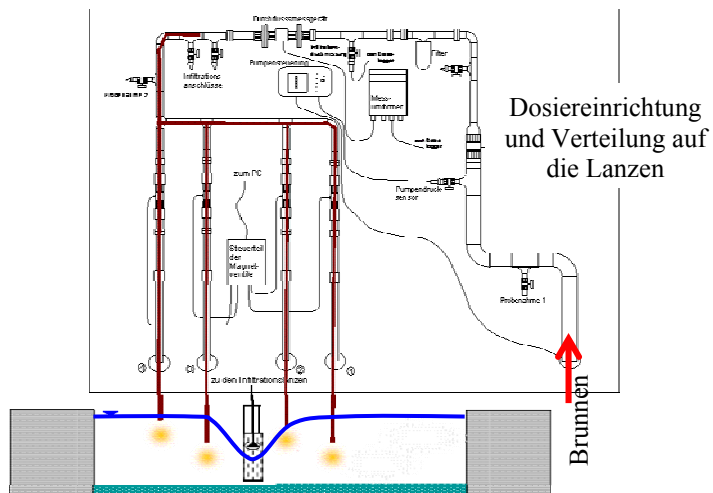 Durchflussmessgerät
Filter
Infiltrations
anschlüsse
Pumpensteuerung
Mess-
umformer
Dosiereinrichtung
und Verteilung auf
die Lanzen
zum PC
Pumpendruck
sensor
Steuerteil
der
Magnet-
ventile
Probenahme 1
zu den Infiltrationslanzen
Brunnen